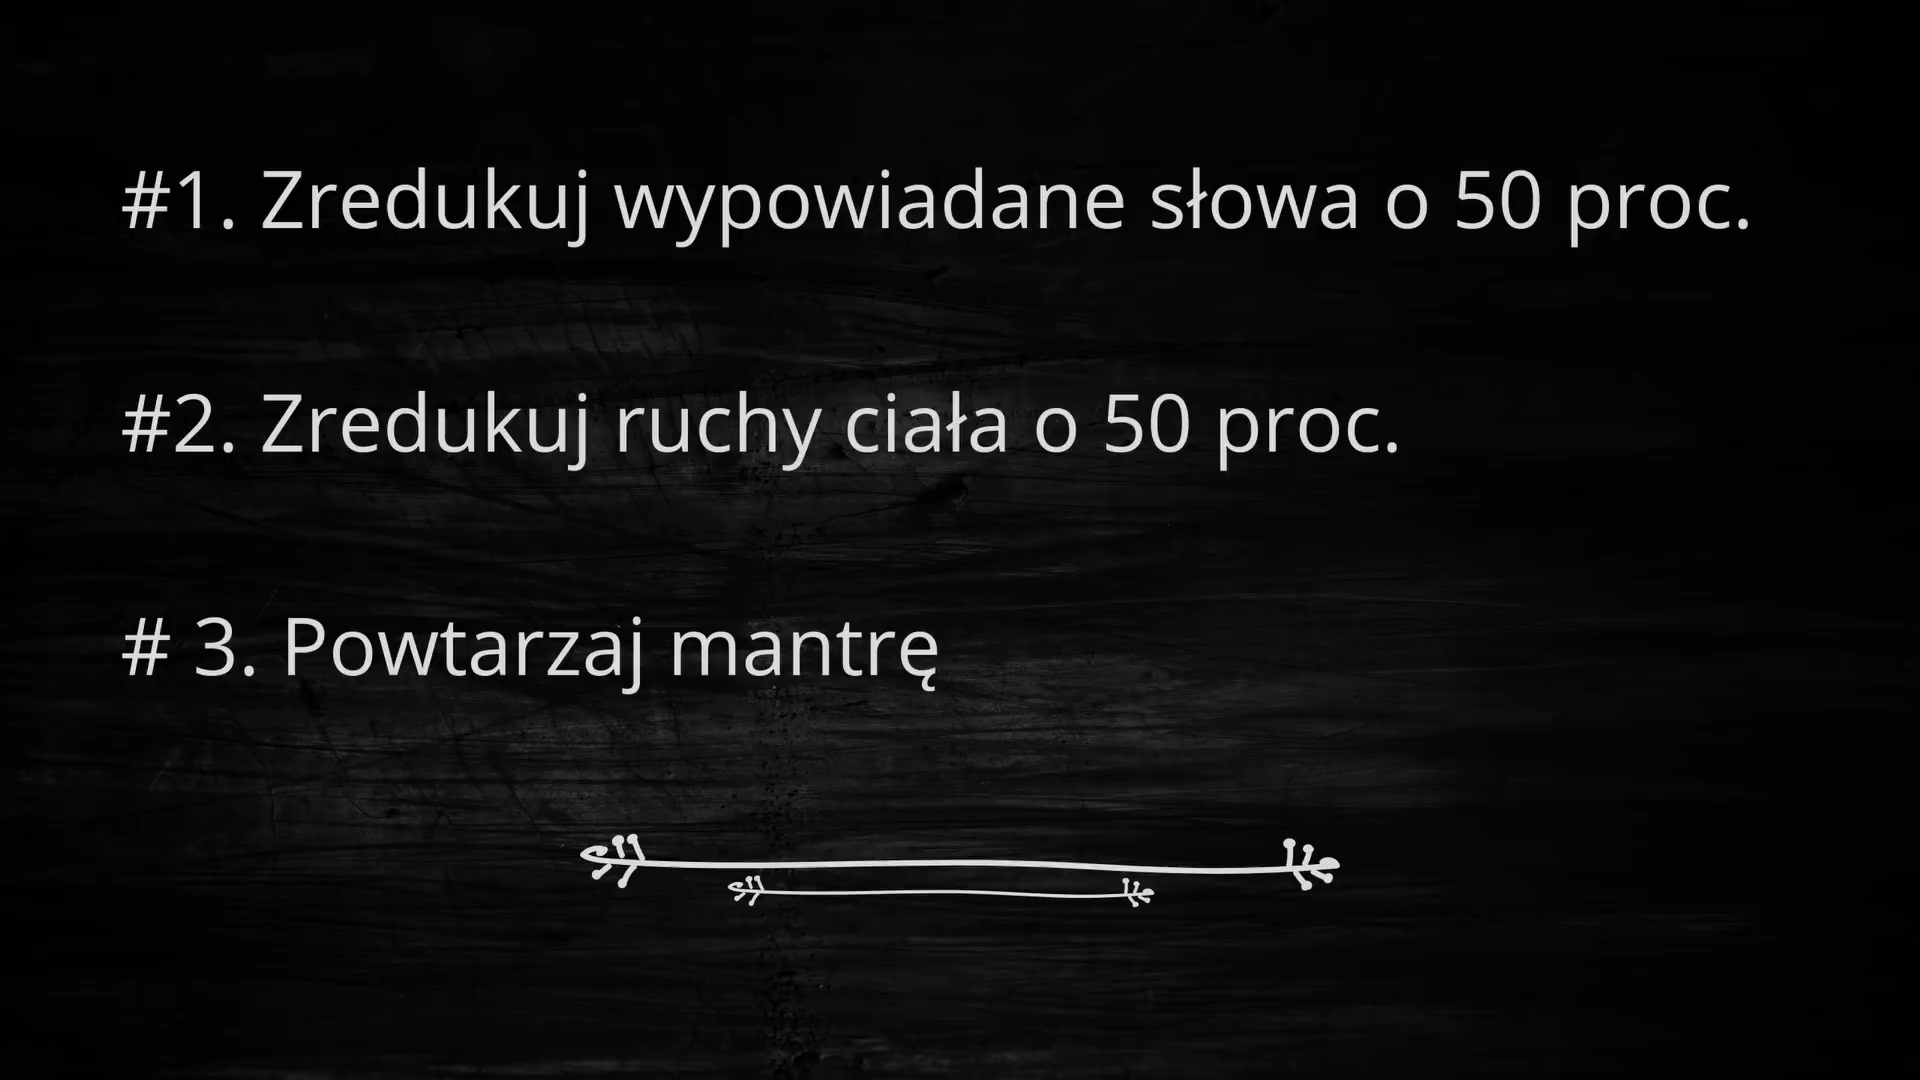 #1. Zredukuj wypowiadane słowa o 50 proc.
#2. Zredukuj ruchy ciała o 50 proc.
# 3. Powtarzaj mantrę